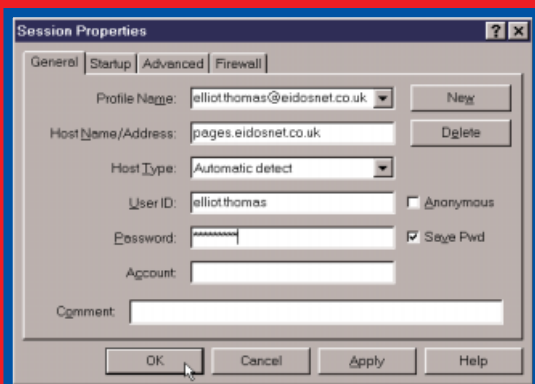 Session Properties
General Startup Advanced Firewall
Profile Name: elliotthomas@eidosnet.co.uk New
Host Name/Address: pages.eidosnet.co.uk Delete
Host Type: Automatic detect
User ID: elliotthomas Anonymous
Password: ********* Save Pwd
Account:
Comment:
OK Cancel Apply Help